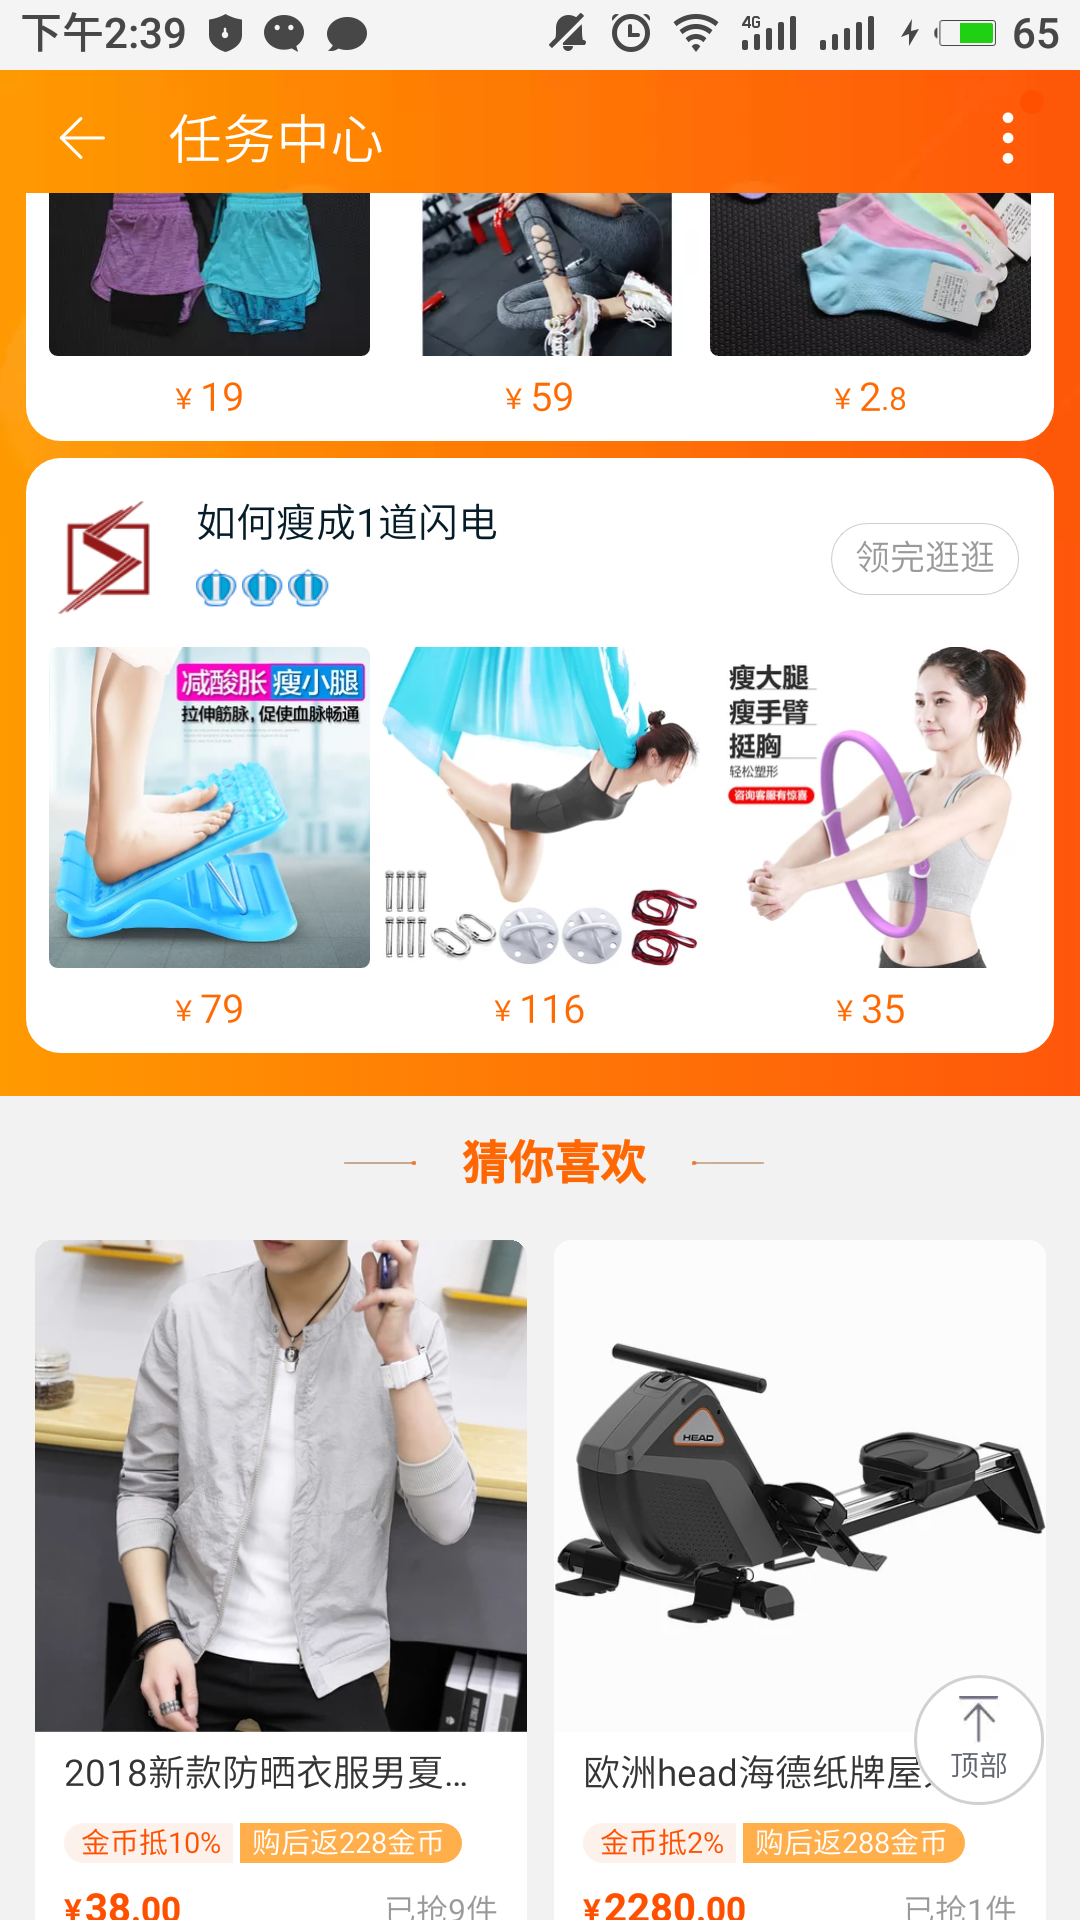 下午2:39
4G
65
任务中心
¥ 19
¥ 59
¥ 2.8
如何瘦成1道闪电
领完逛逛
减酸胀 瘦小腿
拉伸筋脉，促使血脉畅通
瘦大腿
瘦手臂
挺胸
轻松塑形
咨询客服有惊喜
¥ 79
¥ 116
¥ 35
猜你喜欢
HEAD
顶部
2018新款防晒衣服男夏...
欧洲head海德纸牌屋
金币抵10% 购后返228金币
金币抵2% 购后返288金币
¥38.00 已抢9件
¥2280.00 已抢1件